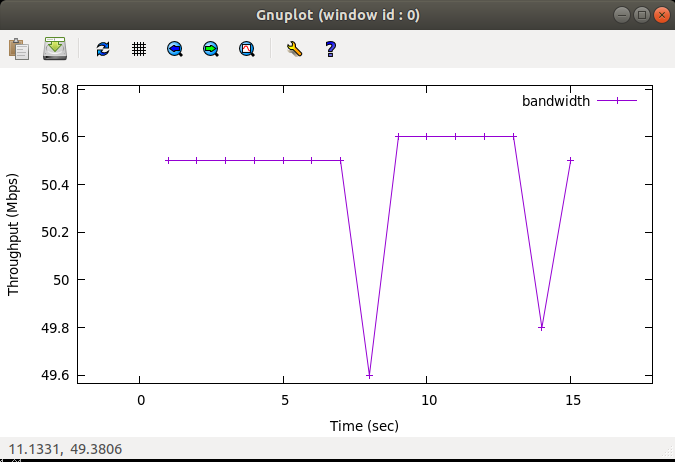 Gnuplot (window id : 0)
?
50.8
50.6
50.4
50.2
50
49.8
49.6
Throughput (Mbps)
bandwidth
0 5 10 15
Time (sec)
11.1331, 49.3806